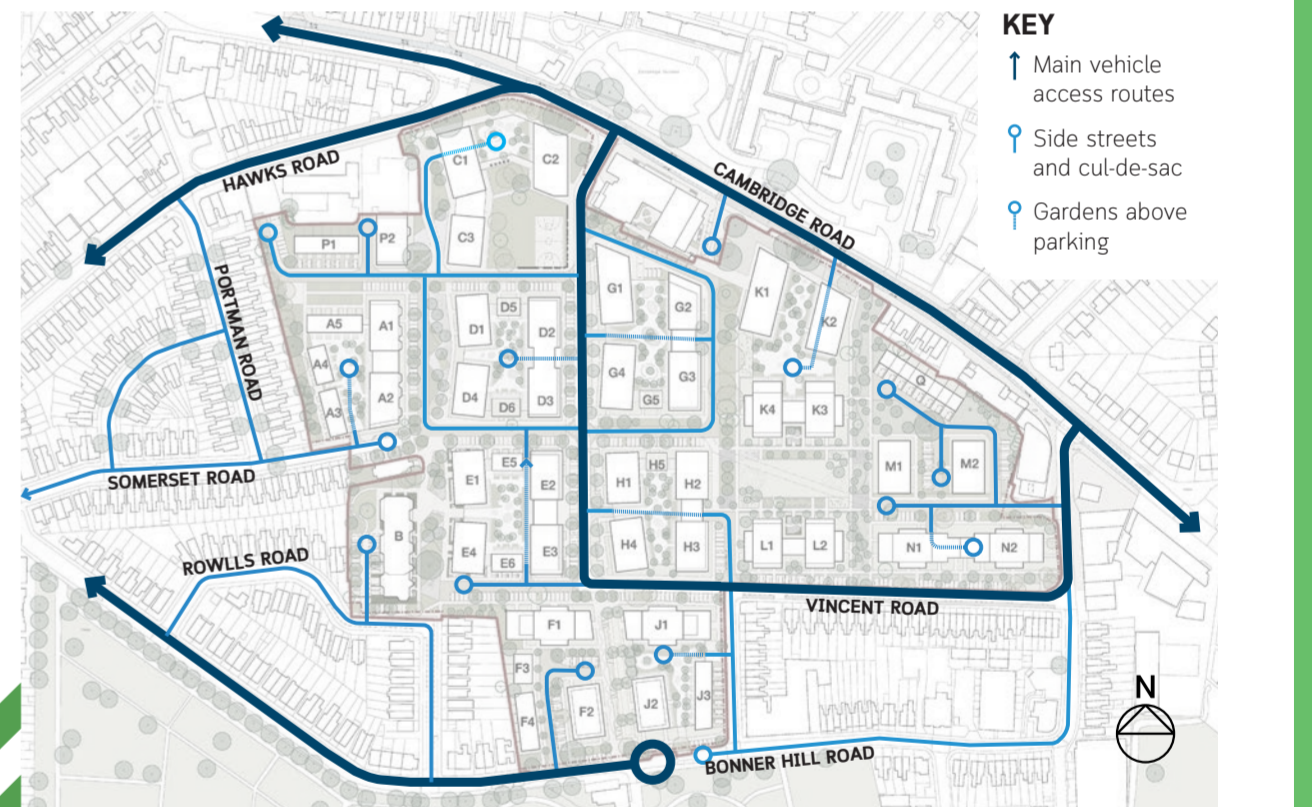 KEY
Main vehicle
access routes
Side streets
and cul-de-sac
Gardens above
parking
HAWKS ROAD
CAMBRIDGE ROAD
PORTMAN ROAD
SOMERSET ROAD
ROWLLS ROAD
VINCENT ROAD
BONNER HILL ROAD
C1
C2
C3
P1
P2
A5
A1
A4
A2
A3
D5
D1
D2
D4
D6
D3
G1
G2
G4
G3
G5
K1
K2
K4
K3
Q
E5
E1
E2
E4
E3
E6
H5
H1
H2
H4
H3
M1
M2
L1
L2
N1
N2
B
F1
F3
F2
F4
J1
J2
J3
N